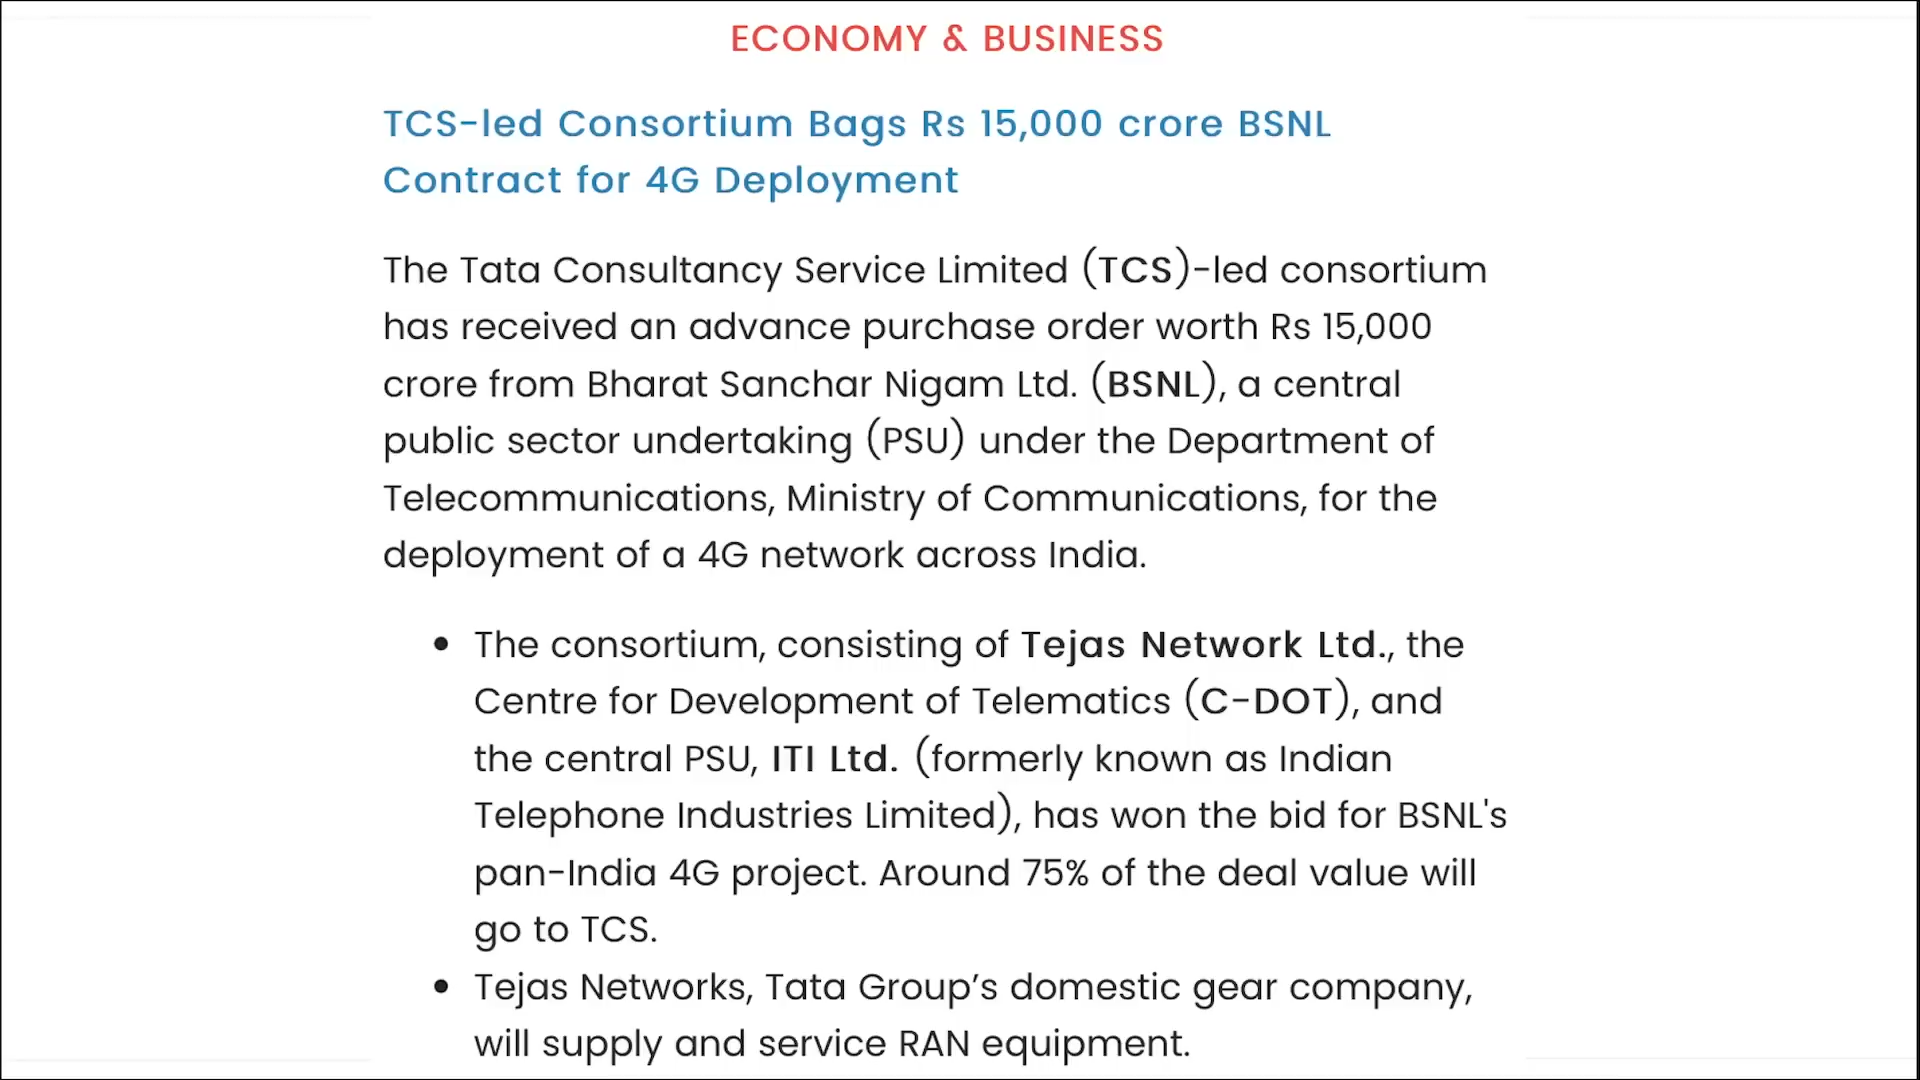 ECONOMY & BUSINESS
TCS-led Consortium Bags Rs 15,000 crore BSNL
Contract for 4G Deployment
The Tata Consultancy Service Limited (TCS)-led consortium
has received an advance purchase order worth Rs 15,000
crore from Bharat Sanchar Nigam Ltd. (BSNL), a central
public sector undertaking (PSU) under the Department of
Telecommunications, Ministry of Communications, for the
deployment of a 4G network across India.
• The consortium, consisting of Tejas Network Ltd., the
Centre for Development of Telematics (C-DOT), and
the central PSU, ITI Ltd. (formerly known as Indian
Telephone Industries Limited), has won the bid for BSNL's
pan-India 4G project. Around 75% of the deal value will
go to TCS.
• Tejas Networks, Tata Group’s domestic gear company,
will supply and service RAN equipment.